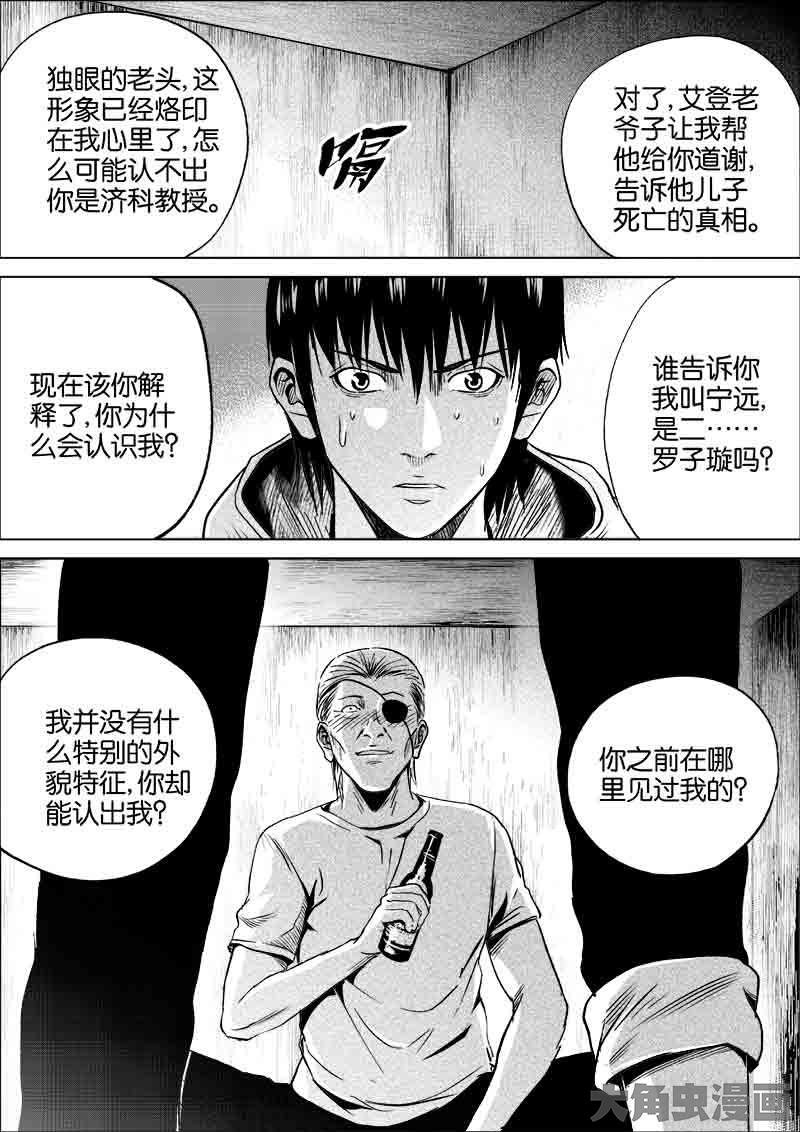 独眼的老头,这
形象已经烙印
在我心里了,怎
么可能认不出
你是济科教授。
嗝
对了,艾登老
爷子让我帮
他给你道谢,
告诉他儿子
死亡的真相。
现在该你解
释了,你为什
么会认识我?
谁告诉你
我叫宁远,
是二……
罗子璇吗?
我并没有什
么特别的外
貌特征,你却
能认出我?
你之前在哪
里见过我的?
大角虫漫画